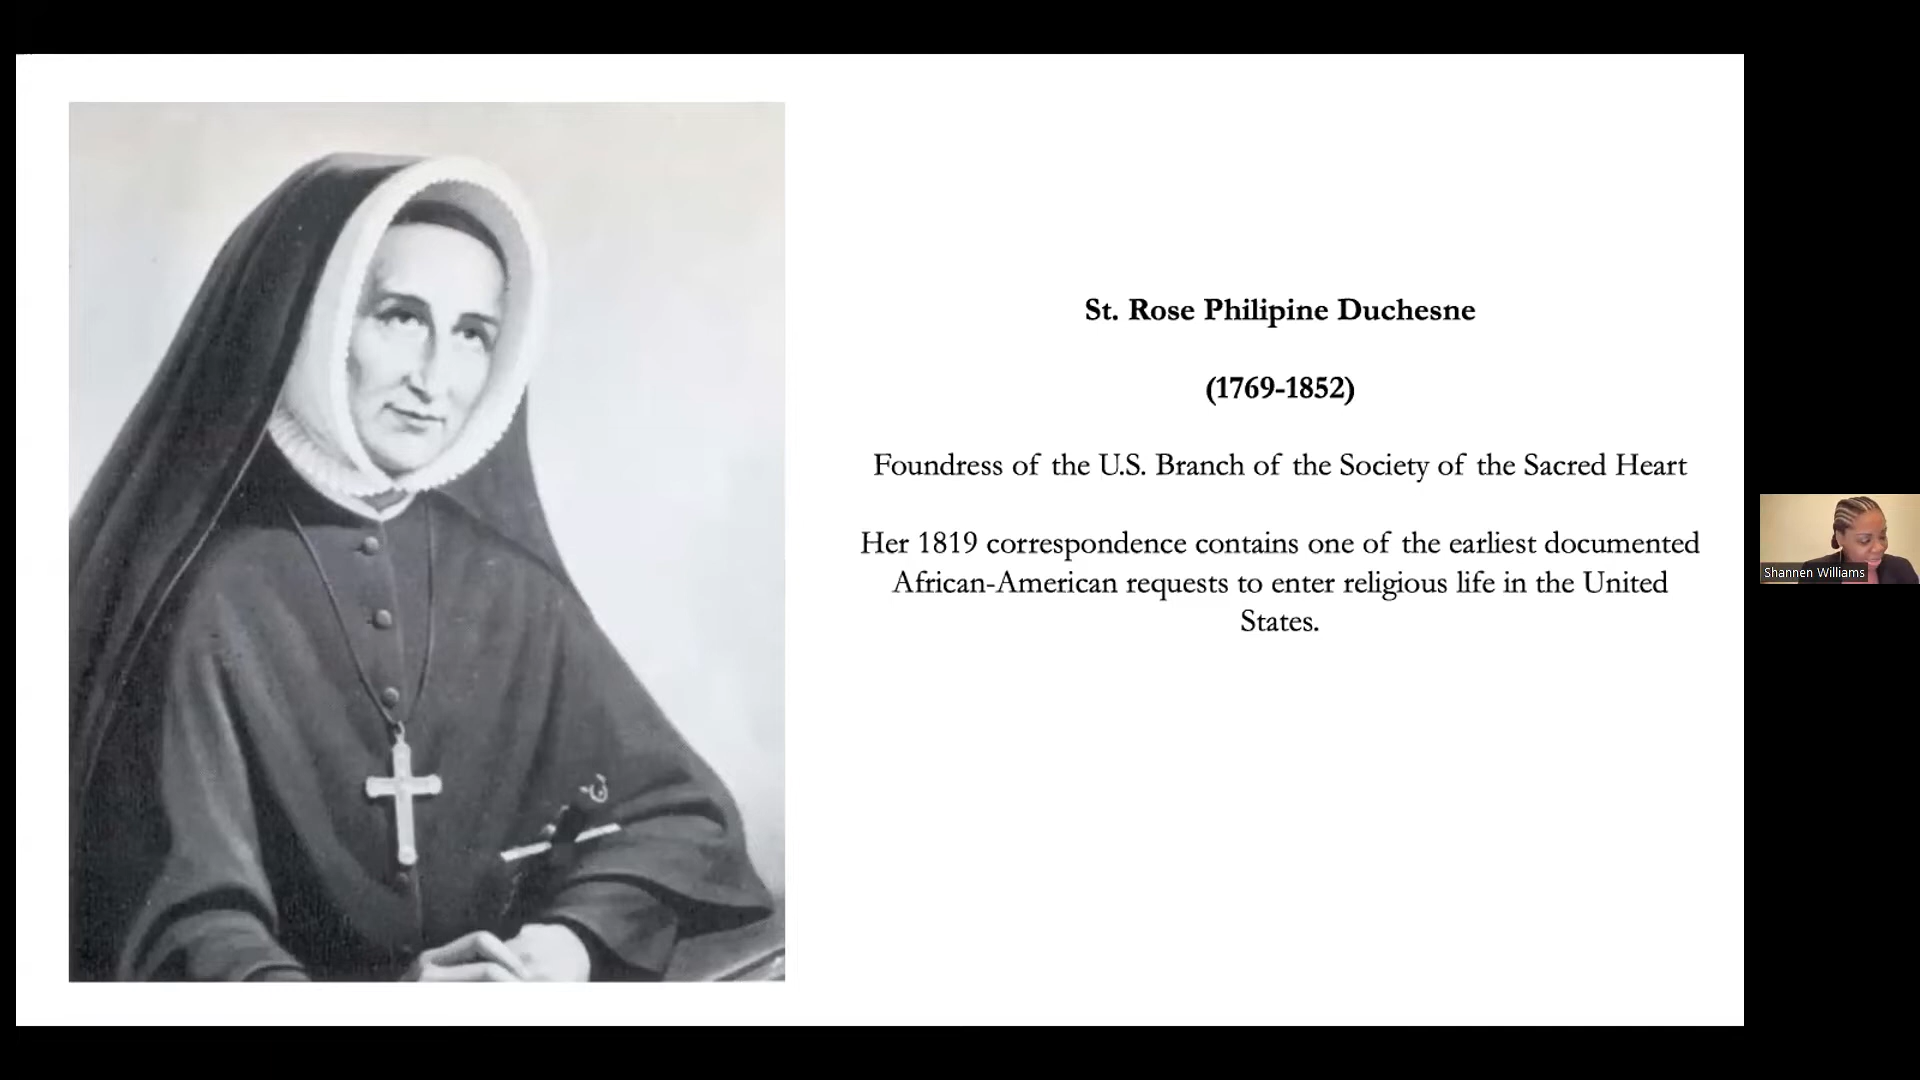 St. Rose Philipine Duchesne
(1769-1852)
Foundress of the U.S. Branch of the Society of the Sacred Heart
Her 1819 correspondence contains one of the earliest documented
African-American requests to enter religious life in the United
States.
Shannen Williams